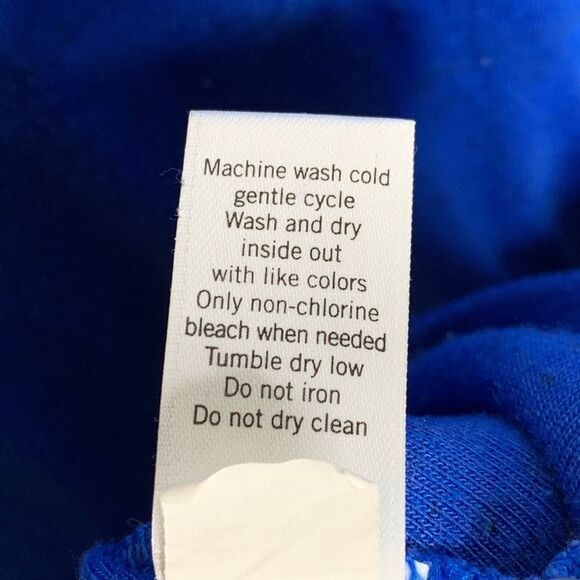 Machine wash cold
gentle cycle
Wash and dry
inside out
with like colors
Only non-chlorine
bleach when needed
Tumble dry low
Do not iron
Do not dry clean